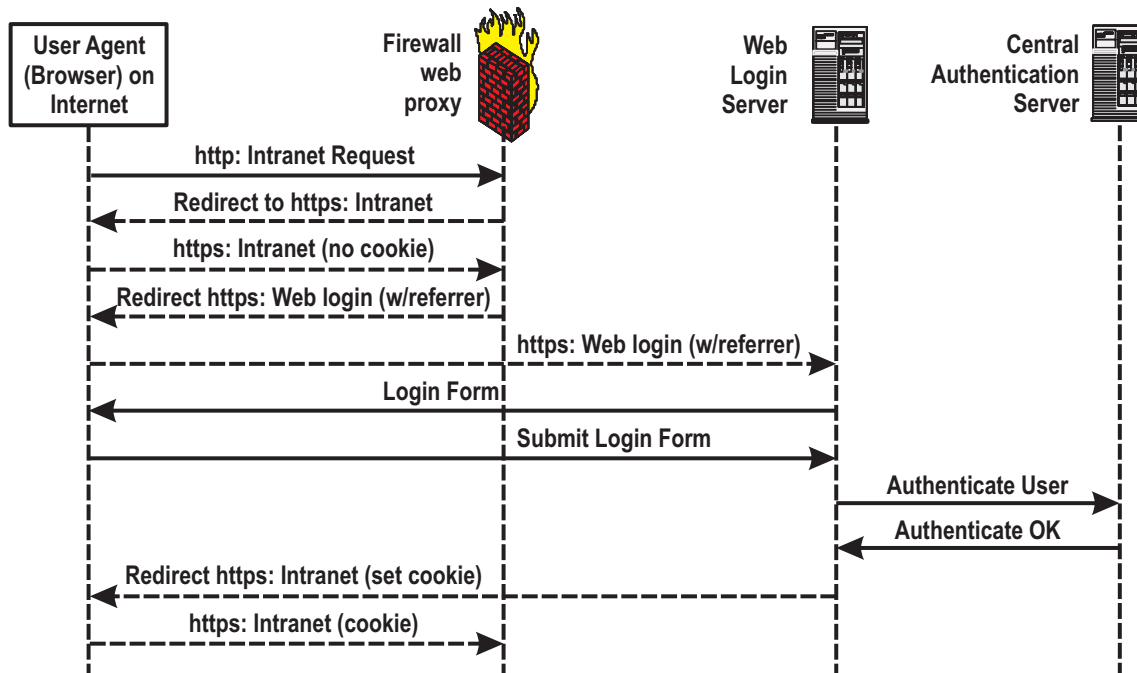 User Agent
(Browser) on
Internet
Firewall
web
proxy
Web
Login
Server
Central
Authentication
Server
http: Intranet Request
Redirect to https: Intranet
https: Intranet (no cookie)
Redirect https: Web login (w/referrer)
https: Web login (w/referrer)
Login Form
Submit Login Form
Authenticate User
Authenticate OK
Redirect https: Intranet (set cookie)
https: Intranet (cookie)